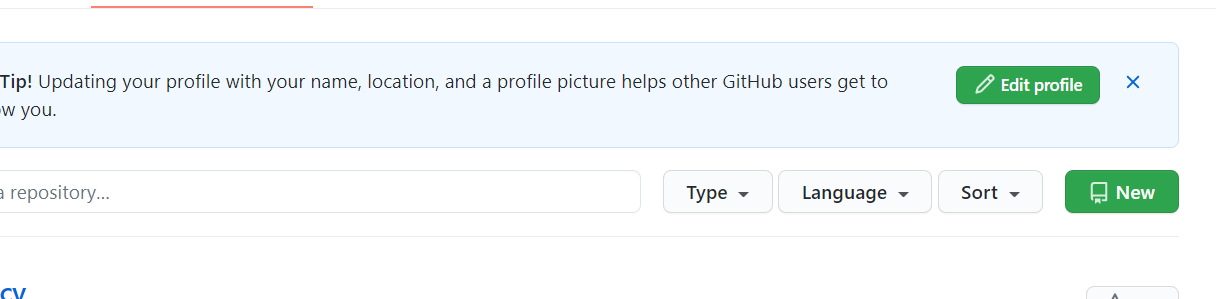 Tip! Updating your profile with your name, location, and a profile picture helps other GitHub users get to
ow you.
Edit profile
a repository...
Type
Language
Sort
New
cv